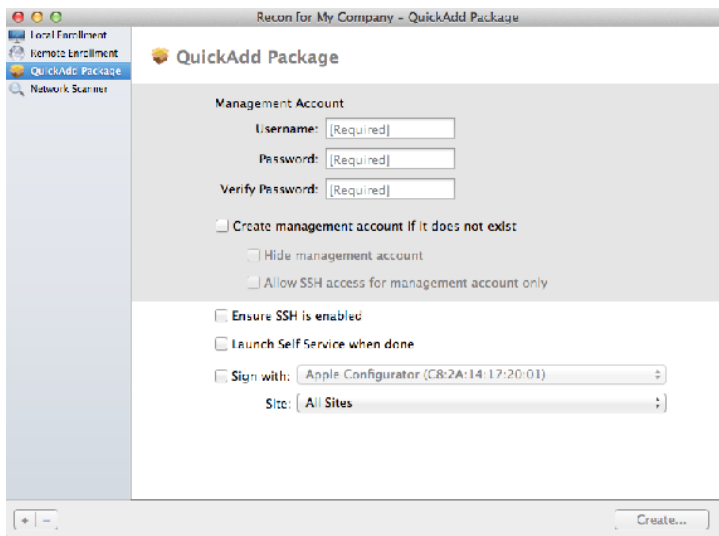 Recon for My Company - QuickAdd Package
Local Enrollment
Remote Enrollment
QuickAdd Package
Network Scanner
QuickAdd Package
Management Account
Username: [Required]
Password: [Required]
Verify Password: [Required]
Create management account if it does not exist
Hide management account
Allow SSH access for management account only
Ensure SSH is enabled
Launch Self Service when done
Sign with: Apple Configurator (C8:2A:14:17:20:01)
Site: All Sites
+ −
Create...